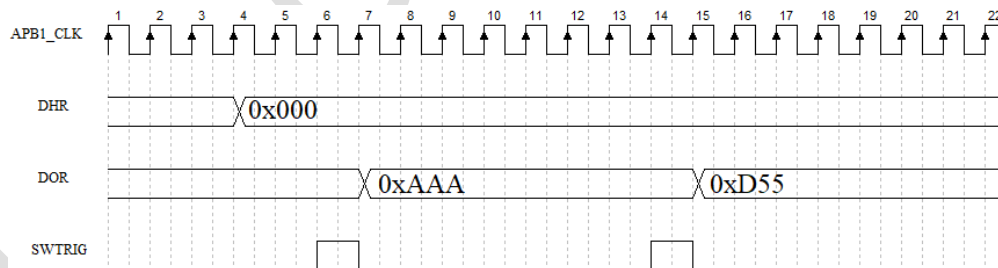 1 2 3 4 5 6 7 8 9 10 11 12 13 14 15 16 17 18 19 20 21 22
APB1_CLK
DHR 0x000
DOR 0xAAA 0xD55
SWTRIG